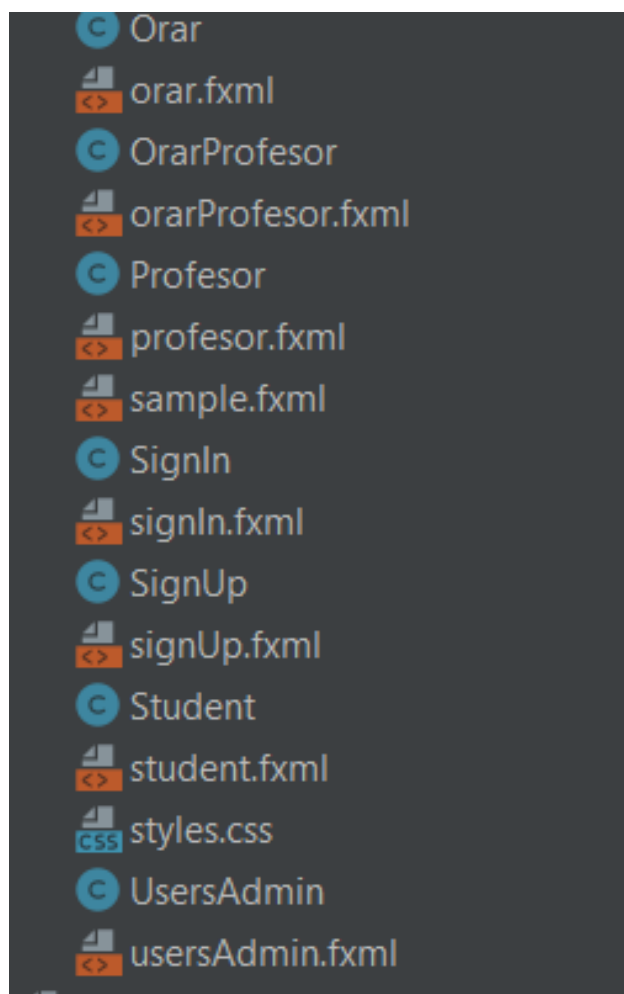 Orar
orar.fxml
OrarProfesor
orarProfesor.fxml
Profesor
profesor.fxml
sample.fxml
SignIn
signIn.fxml
SignUp
signUp.fxml
Student
student.fxml
styles.css
UsersAdmin
usersAdmin.fxml